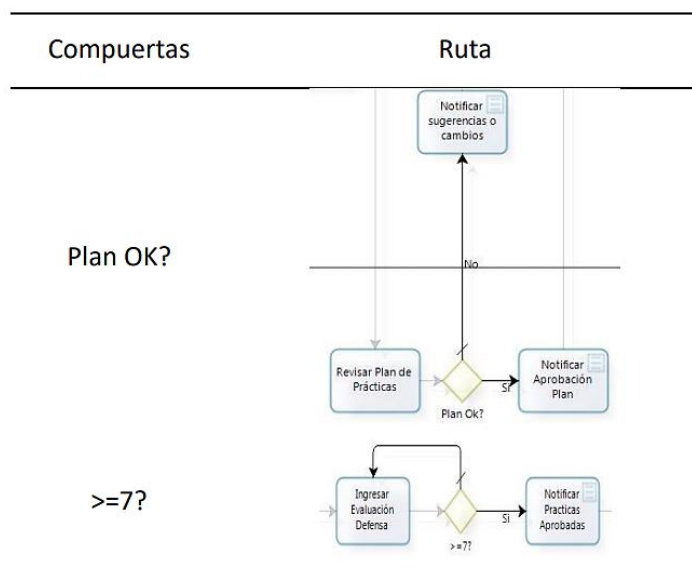 Compuertas
Ruta
Notificar
sugerencias o
cambios
Plan OK?
No
Revisar Plan de
Prácticas
Plan Ok?
Si
Notificar
Aprobación
Plan
>=7?
Ingresar
Evaluación
Defensa
>=7?
Si
Notificar
Practicas
Aprobadas